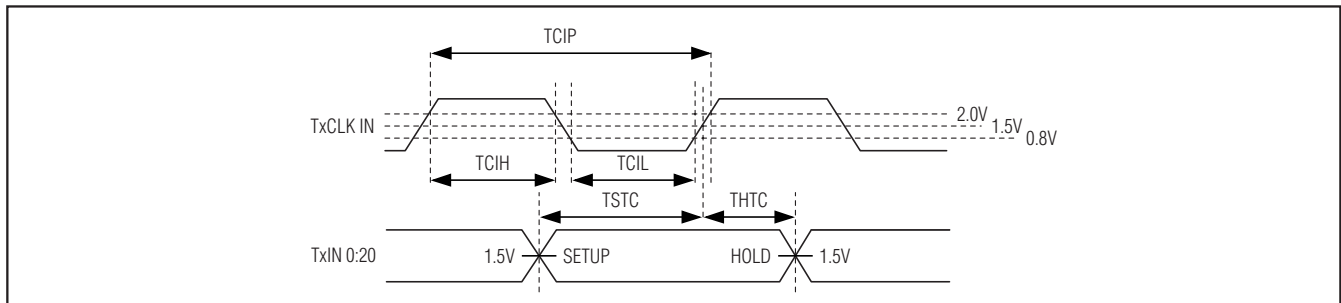 TCIP
TxCLK IN
2.0V
1.5V
0.8V
TCIH
TCIL
TSTC
THTC
TxIN 0:20
1.5V
SETUP
HOLD
1.5V